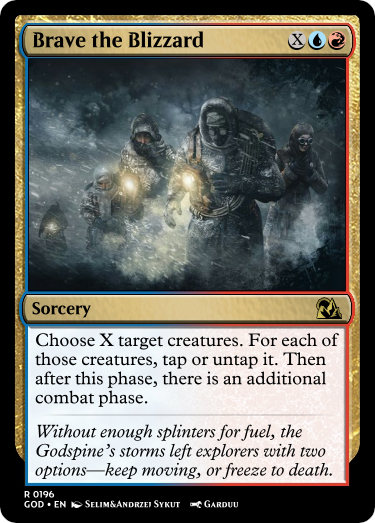 Brave the Blizzard X
Sorcery
Choose X target creatures. For each of
those creatures, tap or untap it. Then
after this phase, there is an additional
combat phase.
Without enough splinters for fuel, the
Godspine's storms left explorers with two
options—keep moving, or freeze to death.
R 0196
GOD • EN Selim&Andrzej Sykut Garduu